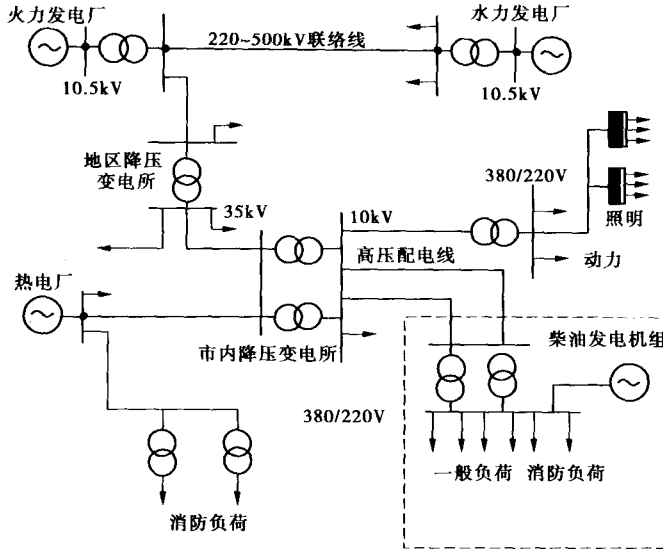 火力发电厂
水力发电厂
220~500kV联络线
10.5kV
10.5kV
地区降压
变电所
380/220V
35kV
10kV
照明
高压配电线
动力
热电厂
市内降压变电所
柴油发电机组
380/220V
一般负荷
消防负荷
消防负荷